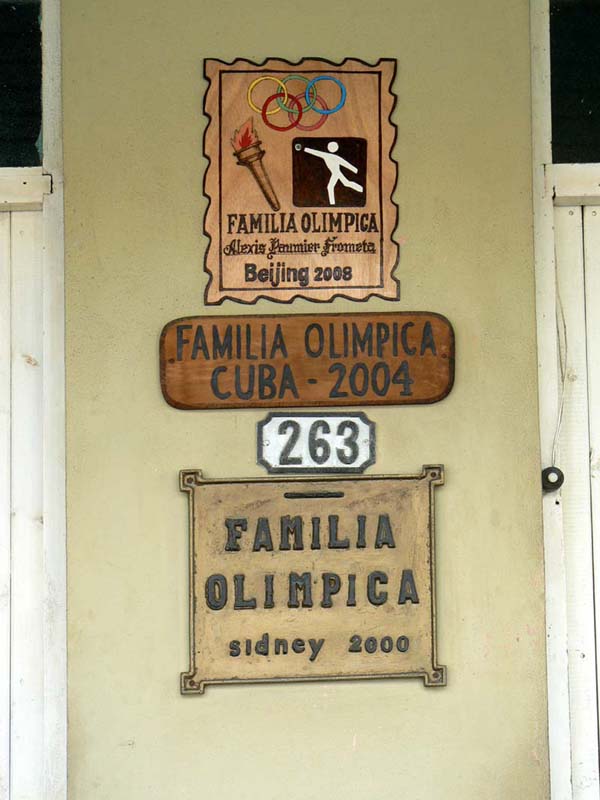 FAMILIA OLIMPICA
Alexis Paumier Frometa
Beijing 2008
FAMILIA OLIMPICA
CUBA - 2004
263
FAMILIA
OLIMPICA
sidney 2000